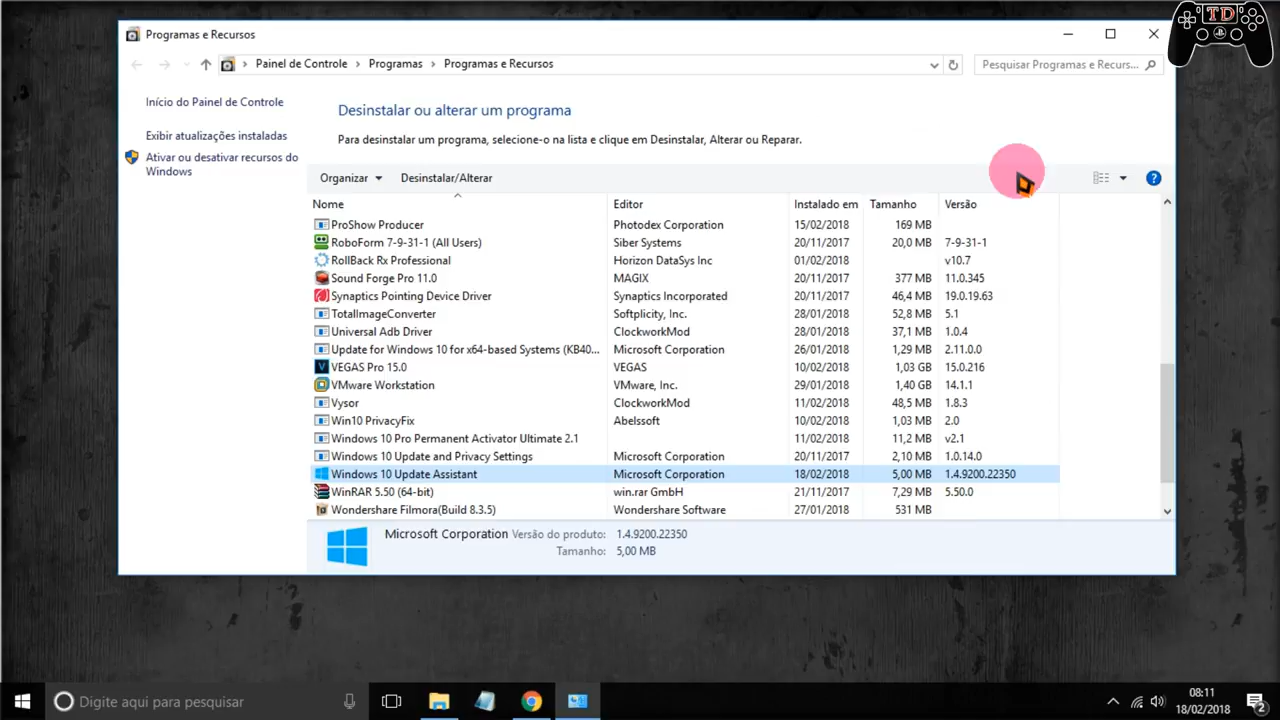 TD
Programas e Recursos
Painel de Controle > Programas > Programas e Recursos
Pesquisar Programas e Recurs...
Início do Painel de Controle
Exibir atualizações instaladas
Ativar ou desativar recursos do
Windows
Desinstalar ou alterar um programa
Para desinstalar um programa, selecione-o na lista e clique em Desinstalar, Alterar ou Reparar.
Organizar Desinstalar/Alterar ?
Nome Editor Instalado em Tamanho Versão
ProShow Producer Photodex Corporation 15/02/2018 169 MB
RoboForm 7-9-31-1 (All Users) Siber Systems 20/11/2017 20,0 MB 7-9-31-1
RollBack Rx Professional Horizon DataSys Inc 01/02/2018 v10.7
Sound Forge Pro 11.0 MAGIX 20/11/2017 377 MB 11.0.345
Synaptics Pointing Device Driver Synaptics Incorporated 20/11/2017 46,4 MB 19.0.19.63
TotalImageConverter Softplicity, Inc. 28/01/2018 52,8 MB 5.1
Universal Adb Driver ClockworkMod 28/01/2018 37,1 MB 1.0.4
Update for Windows 10 for x64-based Systems (KB40... Microsoft Corporation 26/01/2018 1,29 MB 2.11.0.0
VEGAS Pro 15.0 VEGAS 10/02/2018 1,03 GB 15.0.216
VMware Workstation VMware, Inc. 29/01/2018 1,40 GB 14.1.1
Vysor ClockworkMod 11/02/2018 48,5 MB 1.8.3
Win10 PrivacyFix Abelssoft 10/02/2018 1,03 MB 2.0
Windows 10 Pro Permanent Activator Ultimate 2.1 11/02/2018 11,2 MB v2.1
Windows 10 Update and Privacy Settings Microsoft Corporation 20/11/2017 2,10 MB 1.0.14.0
Windows 10 Update Assistant Microsoft Corporation 18/02/2018 5,00 MB 1.4.9200.22350
WinRAR 5.50 (64-bit) win.rar GmbH 21/11/2017 7,29 MB 5.50.0
Wondershare Filmora(Build 8.3.5) Wondershare Software 27/01/2018 531 MB
Microsoft Corporation Versão do produto: 1.4.9200.22350
Tamanho: 5,00 MB
Digite aqui para pesquisar
08:11
18/02/2018
2